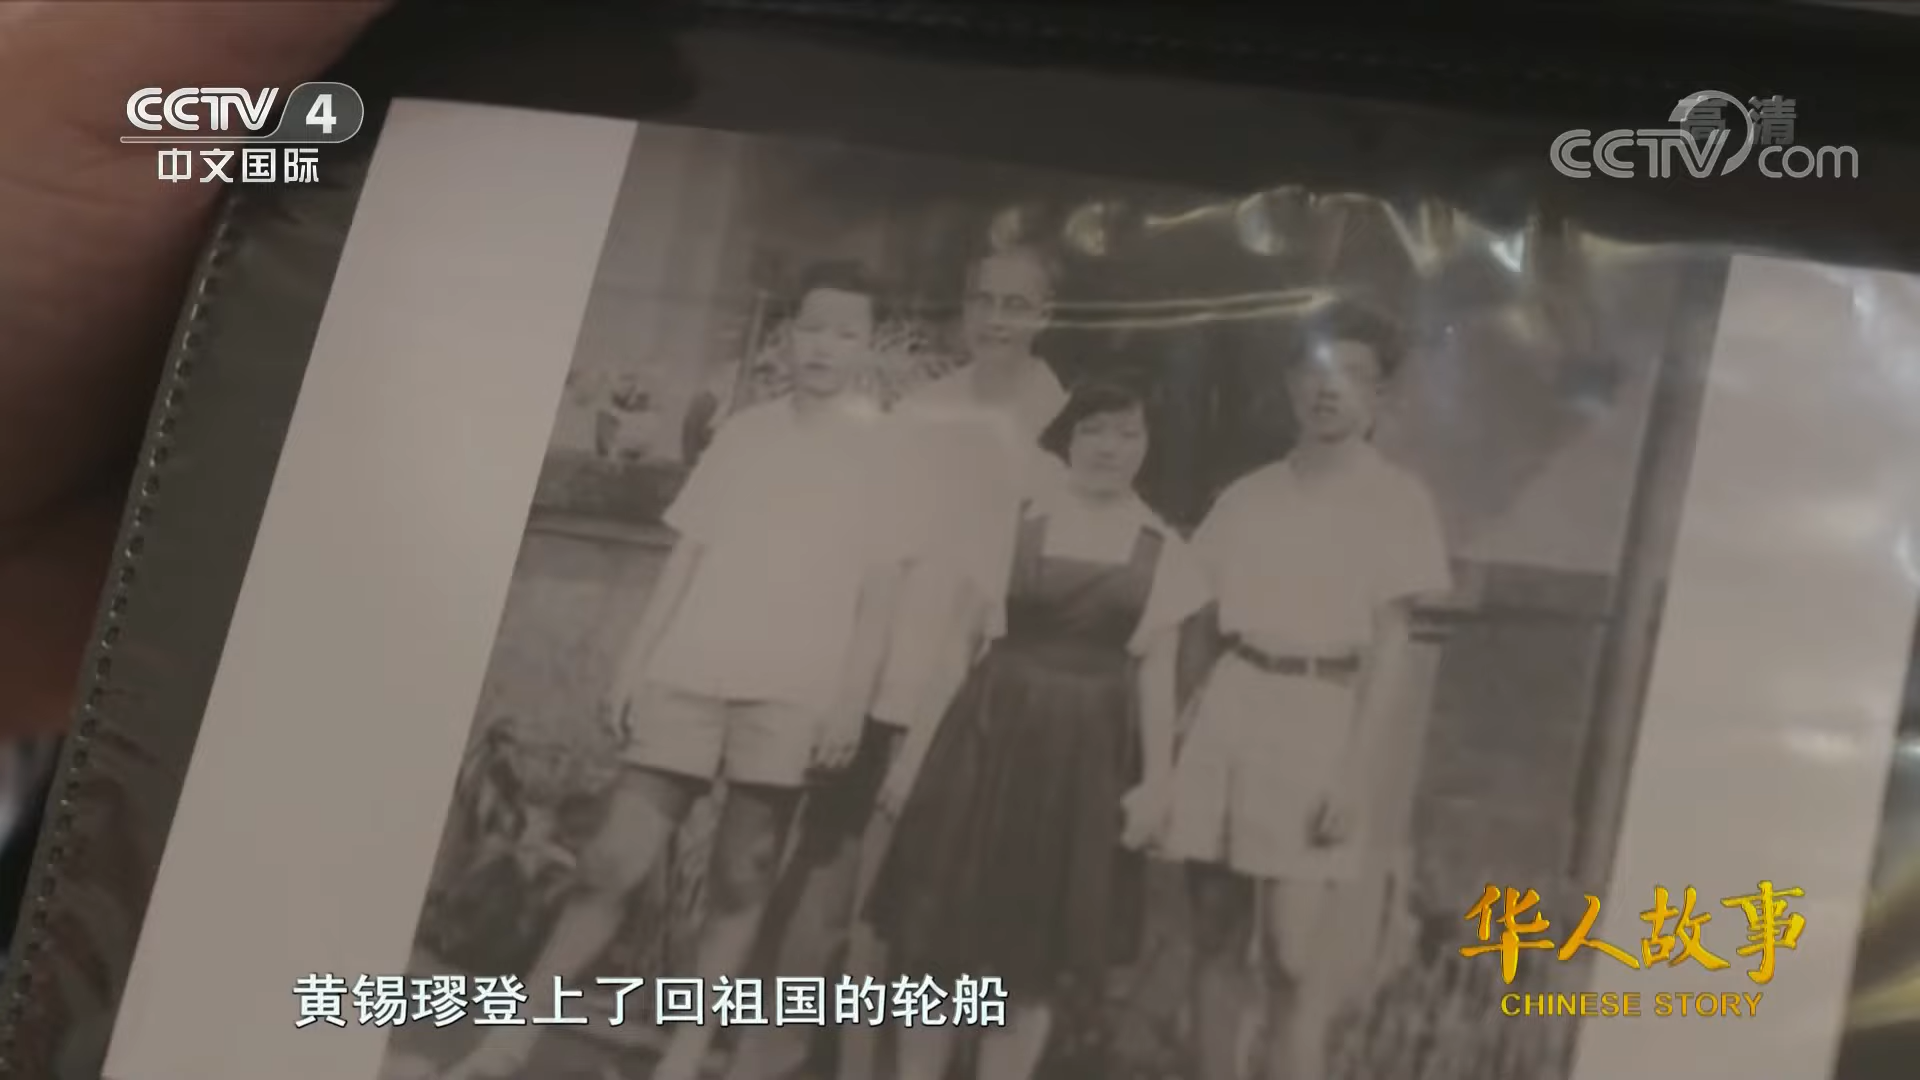 CCTV 4
中文国际
高清
CCTV com
华人故事
CHINESE STORY
黄锡璆登上了回祖国的轮船